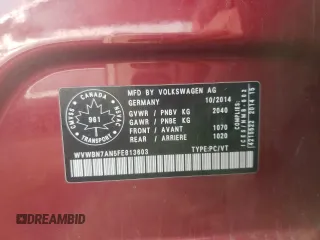 CANADA
981
MFD BY VOLKSWAGEN AG
GERMANY 10/2014
GVWR / PNBV KG 2040
GAWR / PNBE KG
FRONT / AVANT 1070
REAR / ARRIERE 1020
WVWBN7AN5FE813603 TYPE:PC/VT
DREAMBID